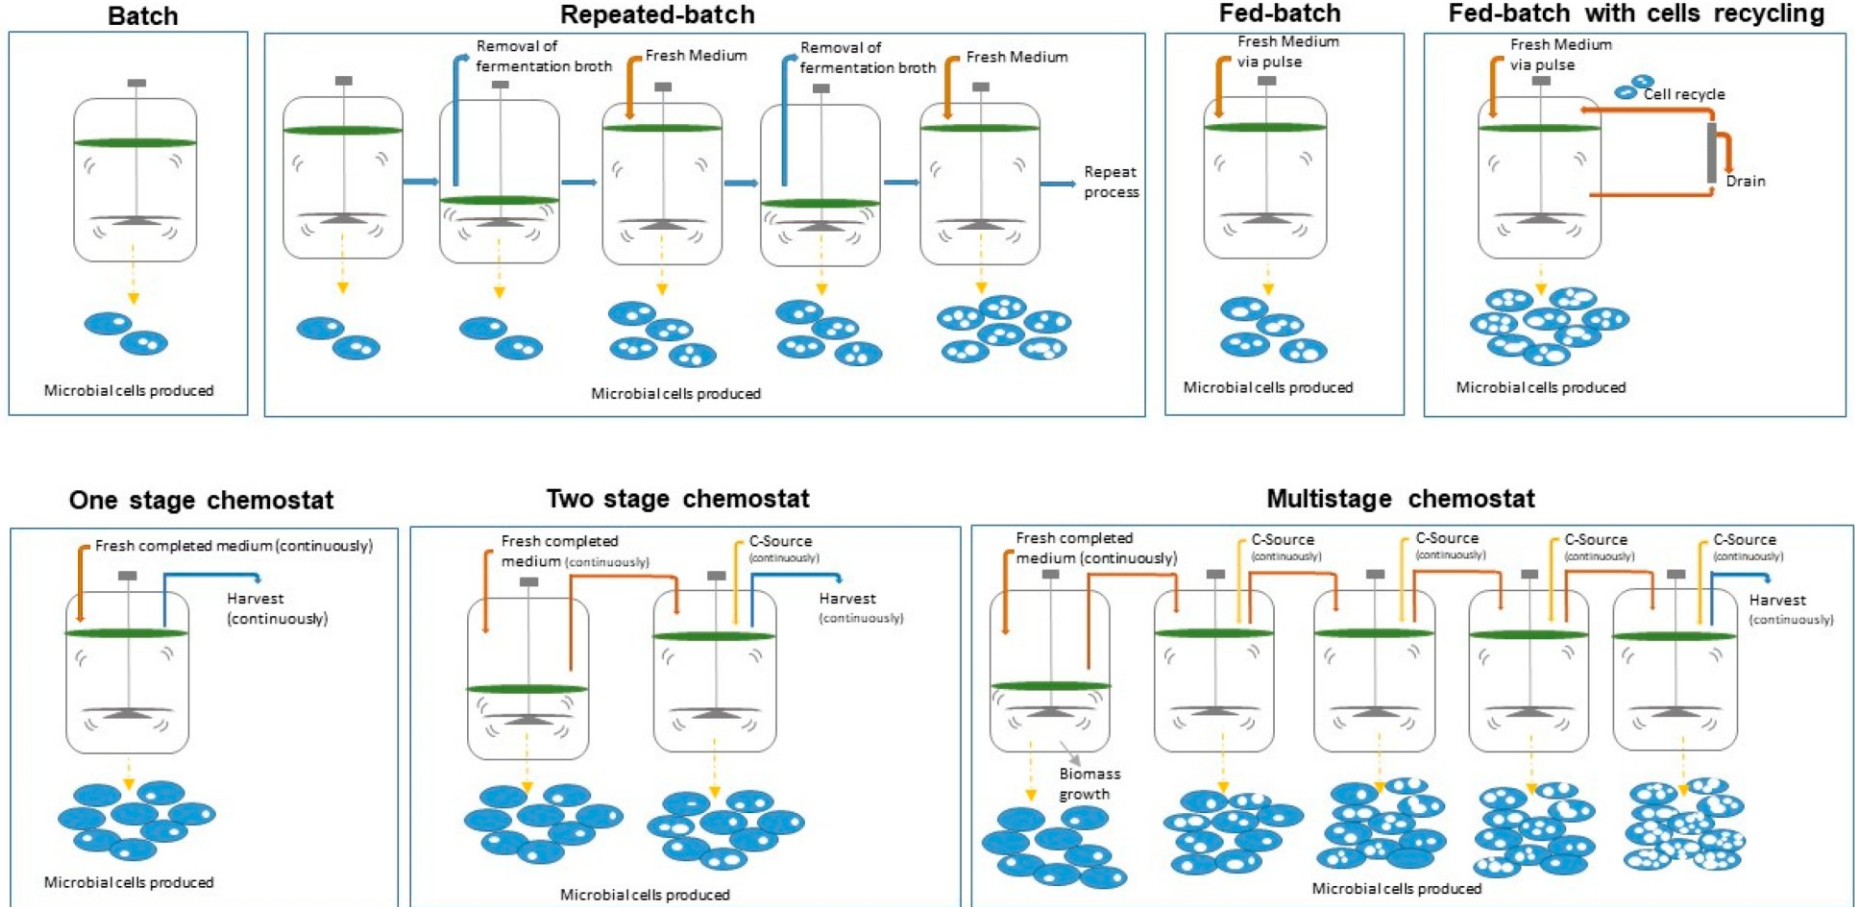 Batch
Repeated-batch
Fed-batch
Fed-batch with cells recycling
Removal of
fermentation broth
Fresh Medium
Removal of
fermentation broth
Fresh Medium
Repeat
process
Fresh Medium
via pulse
Fresh Medium
via pulse
Cell recycle
Drain
Microbial cells produced
Microbial cells produced
Microbial cells produced
Microbial cells produced
One stage chemostat
Two stage chemostat
Multistage chemostat
Fresh completed medium (continuously)
Harvest
(continuously)
Microbial cells produced
Fresh completed
medium (continuously)
C-Source
(continuously)
Harvest
(continuously)
Microbial cells produced
Fresh completed
medium (continuously)
C-Source
(continuously)
C-Source
(continuously)
C-Source
(continuously)
C-Source
(continuously)
Harvest
(continuously)
Biomass
growth
Microbial cells produced